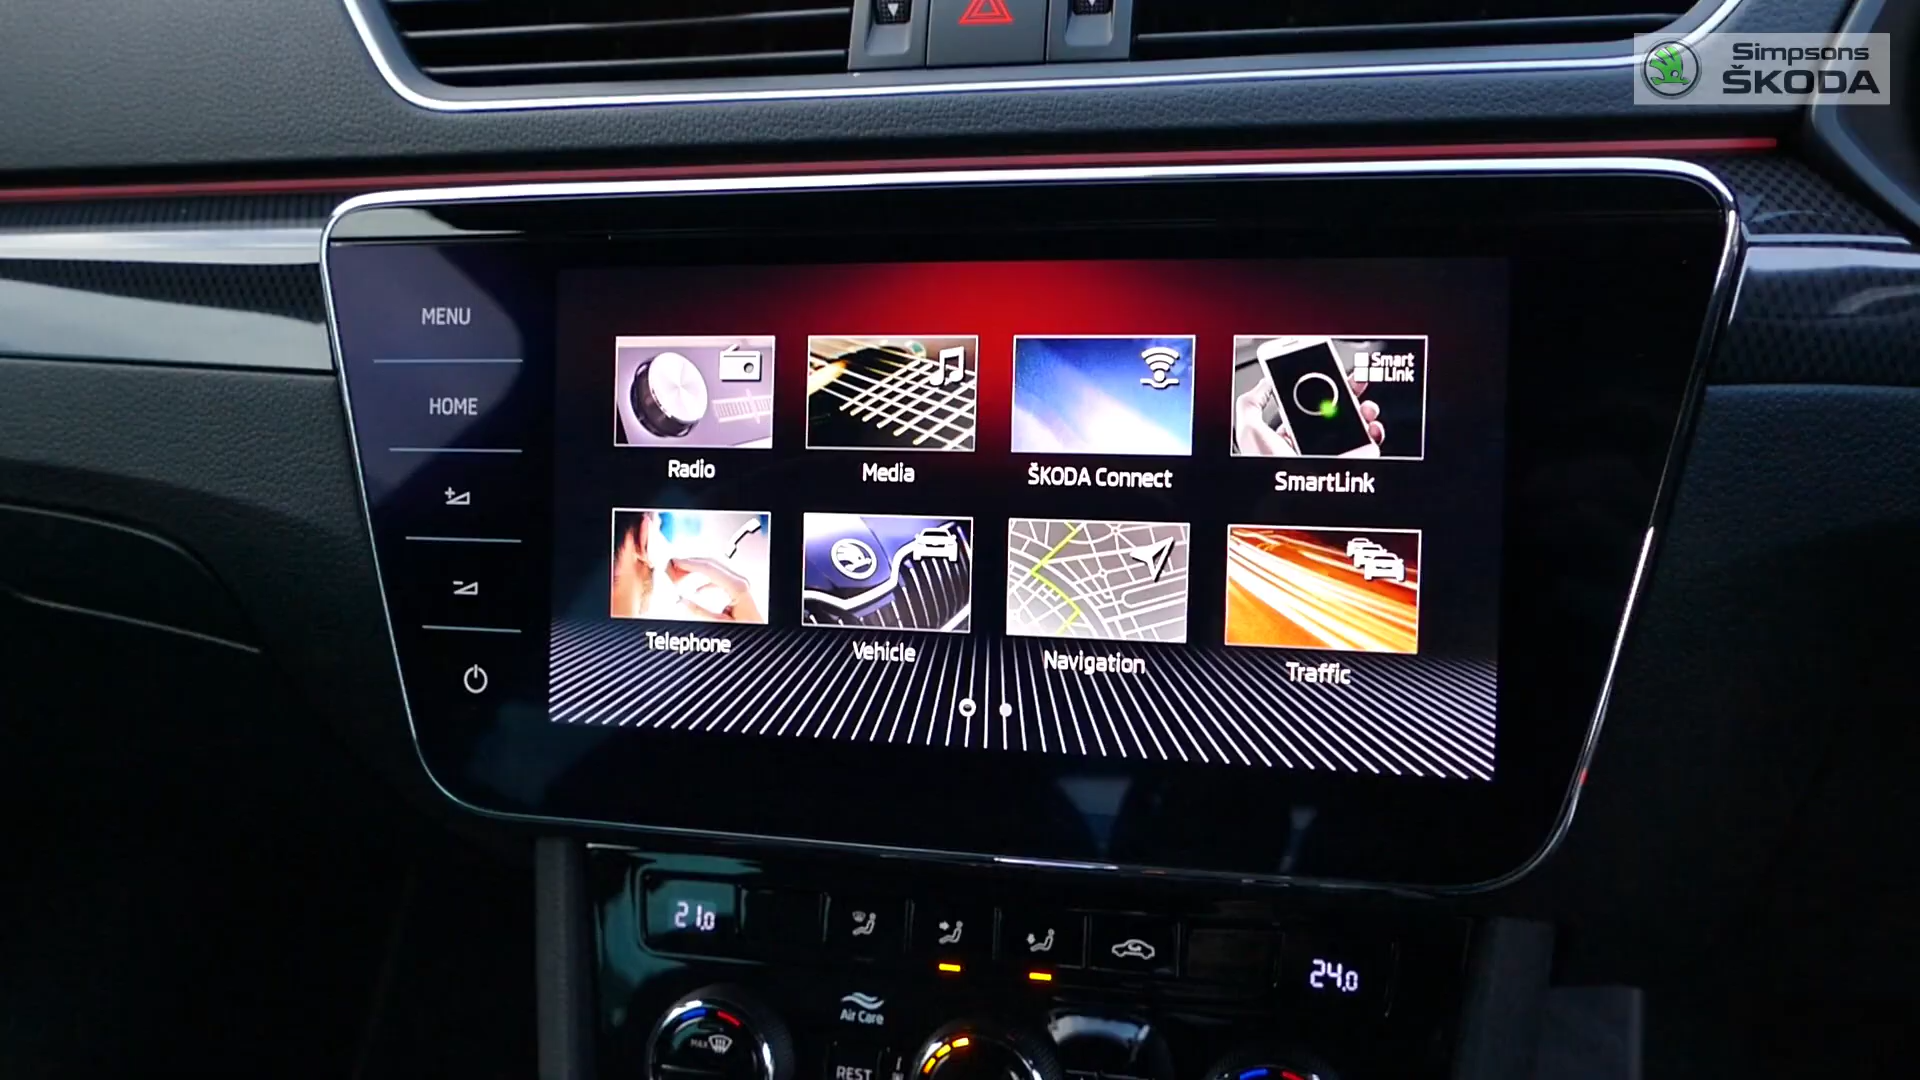 Simpsons
ŠKODA
MENU
HOME
Smart
Link
Radio
Media
ŠKODA Connect
SmartLink
Telephone
Vehicle
Navigation
Traffic
21.0
24.0
Air Care
MAX
REST